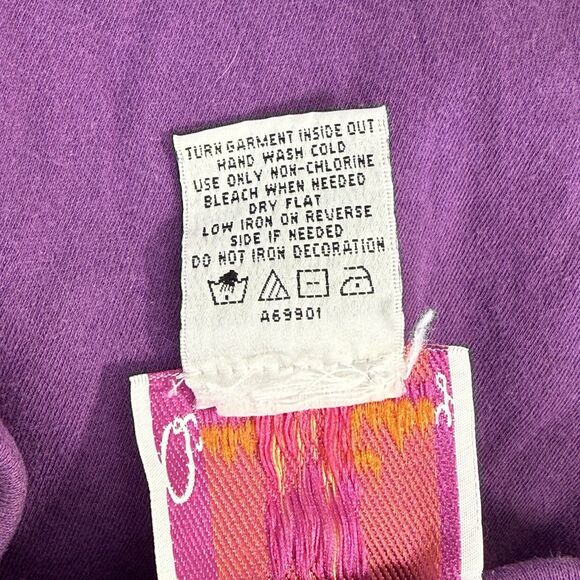 TURN GARMENT INSIDE OUT
HAND WASH COLD
USE ONLY NON-CHLORINE
BLEACH WHEN NEEDED
DRY FLAT
LOW IRON ON REVERSE
SIDE IF NEEDED
DO NOT IRON DECORATION
A69901